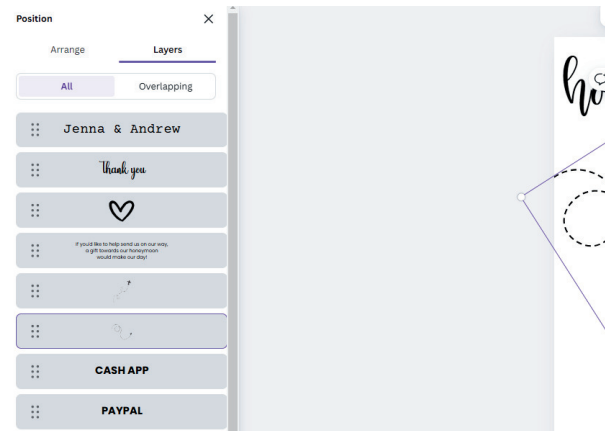 Position
Arrange
Layers
All
Overlapping
Jenna & Andrew
Thank you
If you'd like to help send us on our way,
a gift towards our honeymoon
would make our day!
CASH APP
PAYPAL